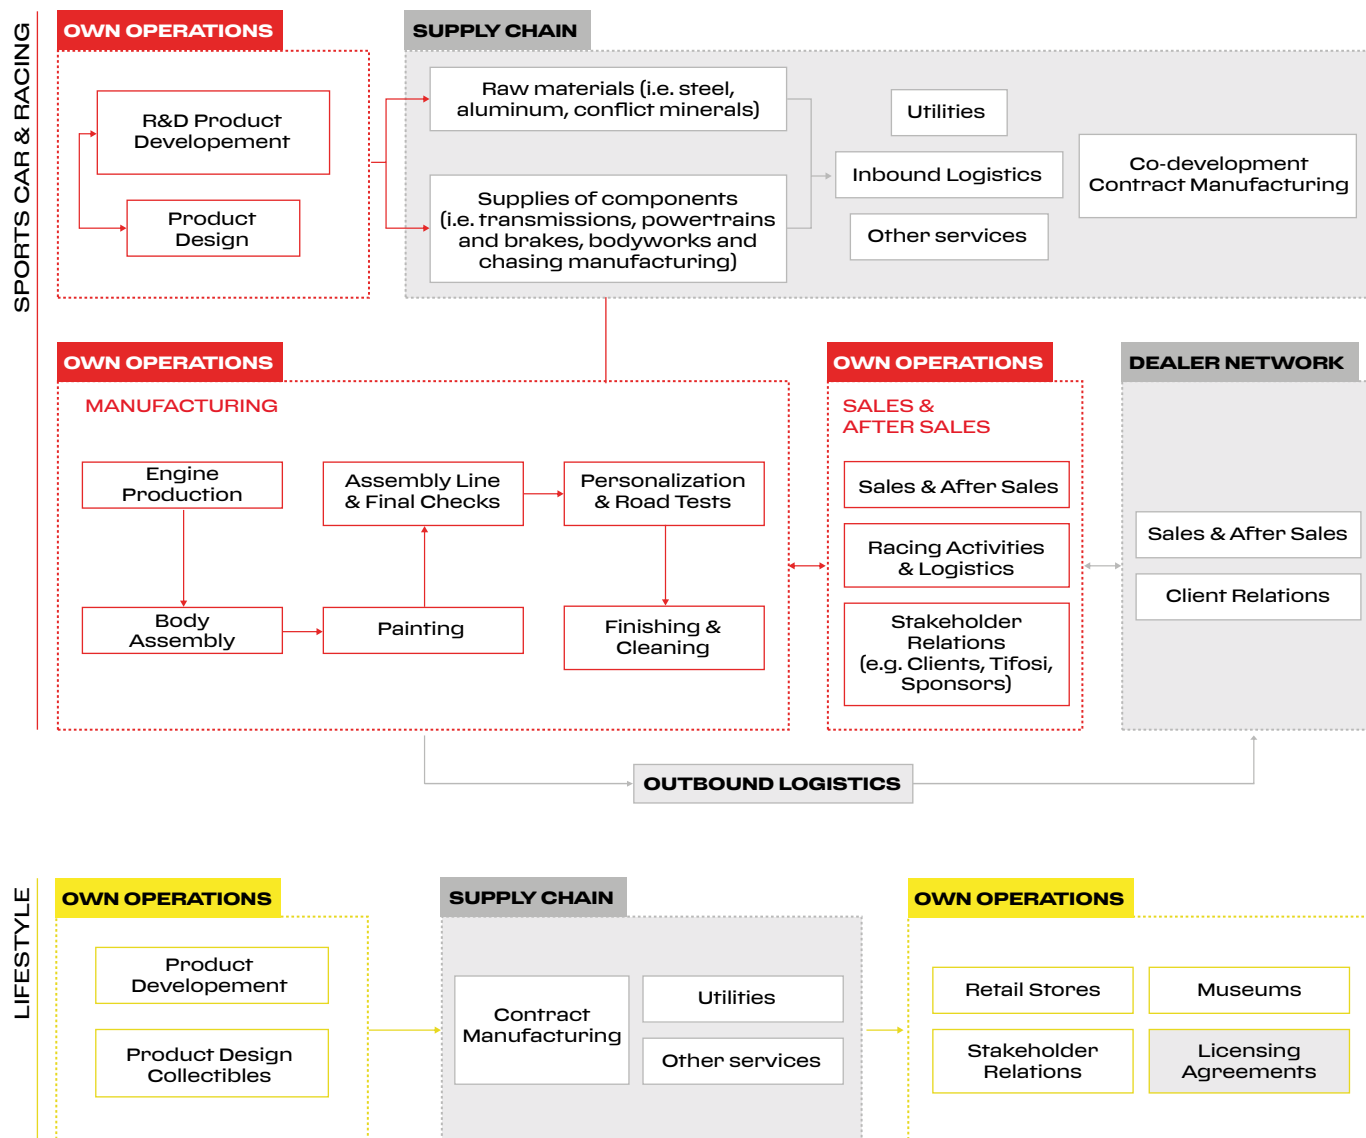 SPORTS CAR & RACING
OWN OPERATIONS
R&D Product
Developement
Product
Design
SUPPLY CHAIN
Raw materials (i.e. steel,
aluminum, conflict minerals)
Supplies of components
(i.e. transmissions, powertrains
and brakes, bodyworks and
chasing manufacturing)
Utilities
Inbound Logistics
Other services
Co-development
Contract Manufacturing
OWN OPERATIONS
MANUFACTURING
Engine
Production
Body
Assembly
Painting
Assembly Line
& Final Checks
Personalization
& Road Tests
Finishing &
Cleaning
OWN OPERATIONS
SALES &
AFTER SALES
Sales & After Sales
Racing Activities
& Logistics
Stakeholder
Relations
(e.g. Clients, Tifosi,
Sponsors)
DEALER NETWORK
Sales & After Sales
Client Relations
OUTBOUND LOGISTICS
LIFESTYLE
OWN OPERATIONS
Product
Developement
Product Design
Collectibles
SUPPLY CHAIN
Contract
Manufacturing
Utilities
Other services
OWN OPERATIONS
Retail Stores
Museums
Stakeholder
Relations
Licensing
Agreements